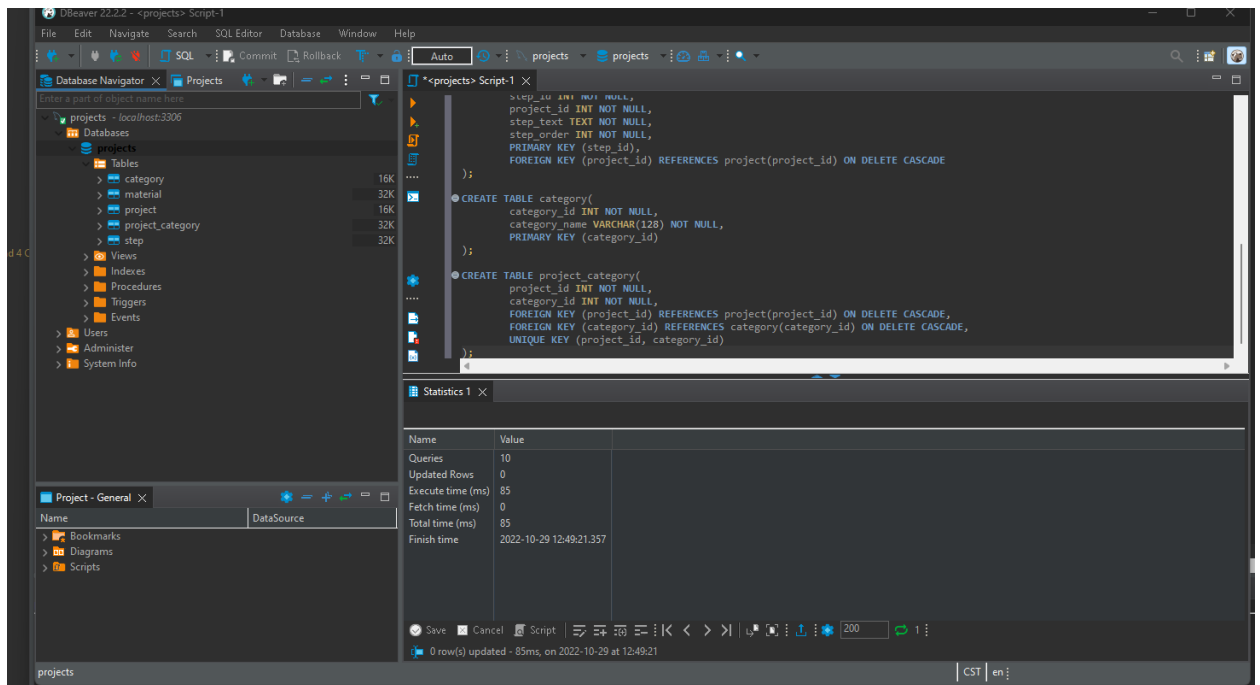 DBeaver 22.2.2 - <projects> Script-1
File Edit Navigate Search SQL Editor Database Window Help
SQL Commit Rollback Auto projects projects
Database Navigator Projects
Enter a part of object name here
projects - localhost:3306
Databases
projects
Tables
category 16K
material 32K
project 16K
project_category 32K
step 32K
Views
Indexes
Procedures
Triggers
Events
Users
Administer
System Info
Project - General
Name DataSource
Bookmarks
Diagrams
Scripts
*<projects> Script-1
step_id INT NOT NULL,
project_id INT NOT NULL,
step_text TEXT NOT NULL,
step_order INT NOT NULL,
PRIMARY KEY (step_id),
FOREIGN KEY (project_id) REFERENCES project(project_id) ON DELETE CASCADE
);
CREATE TABLE category(
category_id INT NOT NULL,
category_name VARCHAR(128) NOT NULL,
PRIMARY KEY (category_id)
);
CREATE TABLE project_category(
project_id INT NOT NULL,
category_id INT NOT NULL,
FOREIGN KEY (project_id) REFERENCES project(project_id) ON DELETE CASCADE,
FOREIGN KEY (category_id) REFERENCES category(category_id) ON DELETE CASCADE,
UNIQUE KEY (project_id, category_id)
);
Statistics 1
Name Value
Queries 10
Updated Rows 0
Execute time (ms) 85
Fetch time (ms) 0
Total time (ms) 85
Finish time 2022-10-29 12:49:21.357
Save Cancel Script 200 1
0 row(s) updated - 85ms, on 2022-10-29 at 12:49:21
projects CST en